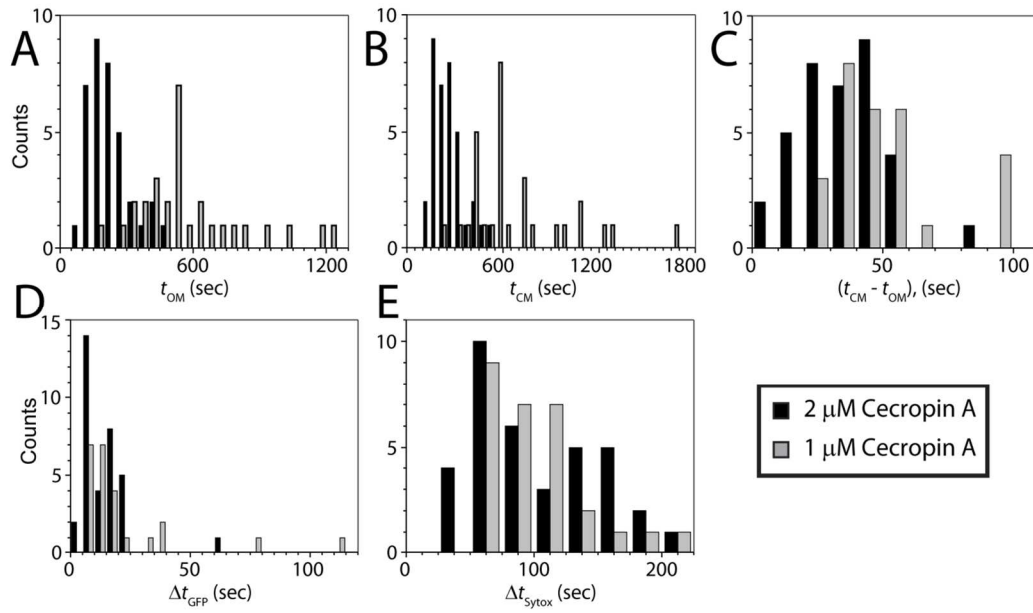 A
10
5
0
Counts
0
600
1200
t_OM (sec)
B
10
5
0
0
600
1200
1800
t_CM (sec)
C
10
5
0
0
50
100
(t_CM - t_OM), (sec)
D
15
10
5
0
Counts
0
50
100
Δt_GFP (sec)
E
10
5
0
0
100
200
Δt_Sytox (sec)
2 μM Cecropin A
1 μM Cecropin A